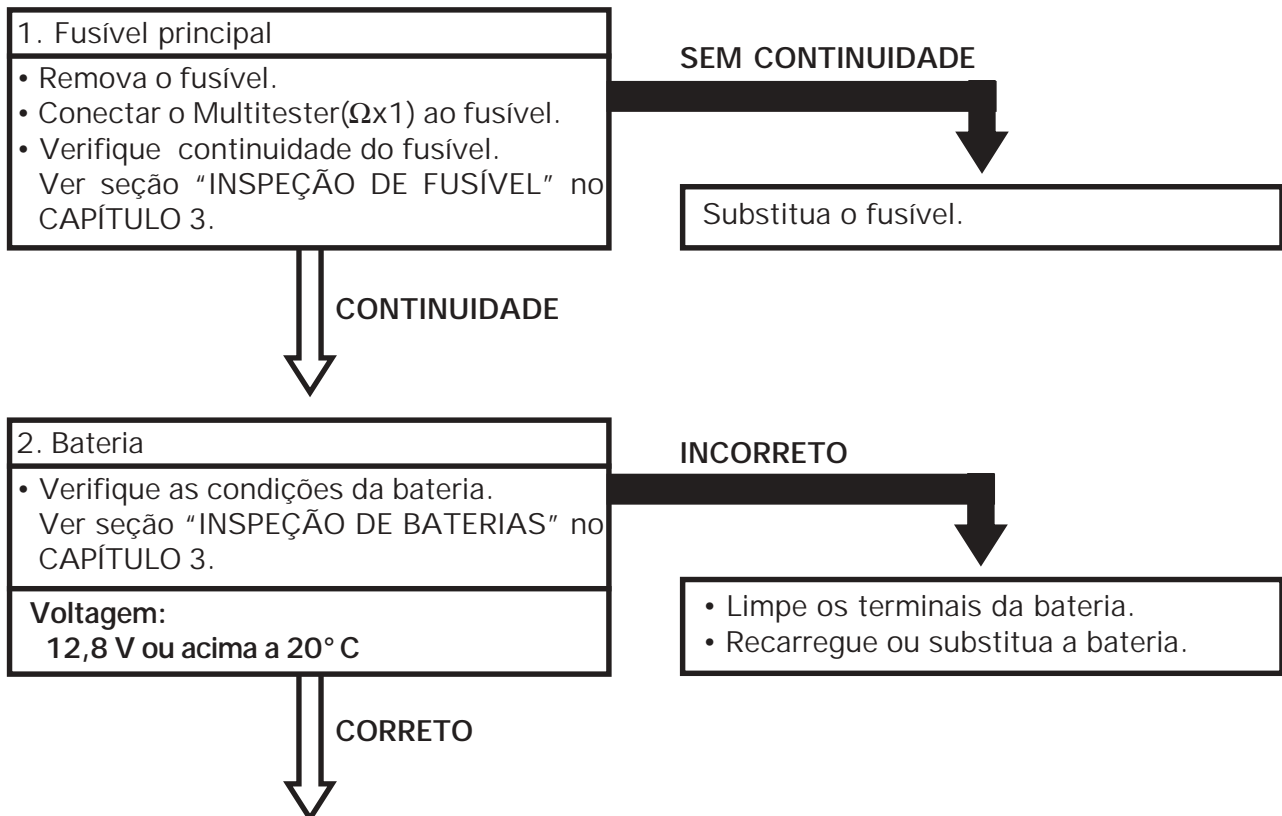 1. Fusível principal
• Remova o fusível.
• Conectar o Multitester(Ωx1) ao fusível.
• Verifique continuidade do fusível.
Ver seção “INSPEÇÃO DE FUSÍVEL” no
CAPÍTULO 3.
SEM CONTINUIDADE
Substitua o fusível.
CONTINUIDADE
2. Bateria
• Verifique as condições da bateria.
Ver seção “INSPEÇÃO DE BATERIAS” no
CAPÍTULO 3.
Voltagem:
12,8 V ou acima a 20° C
INCORRETO
• Limpe os terminais da bateria.
• Recarregue ou substitua a bateria.
CORRETO